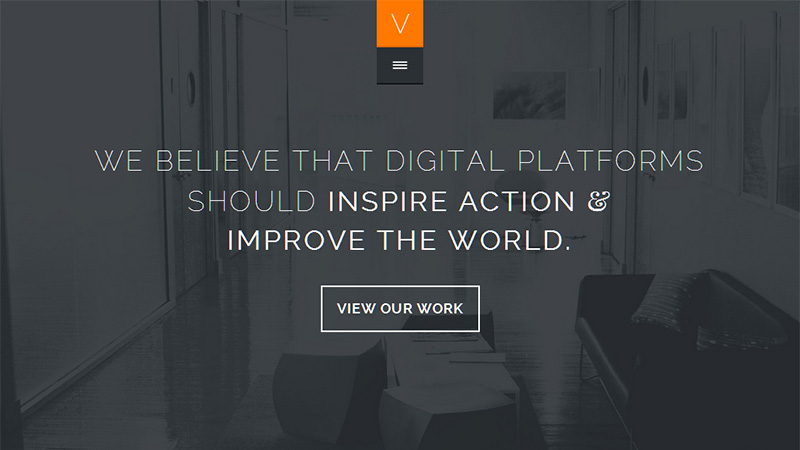 V
WE BELIEVE THAT DIGITAL PLATFORMS
SHOULD INSPIRE ACTION &
IMPROVE THE WORLD.
VIEW OUR WORK